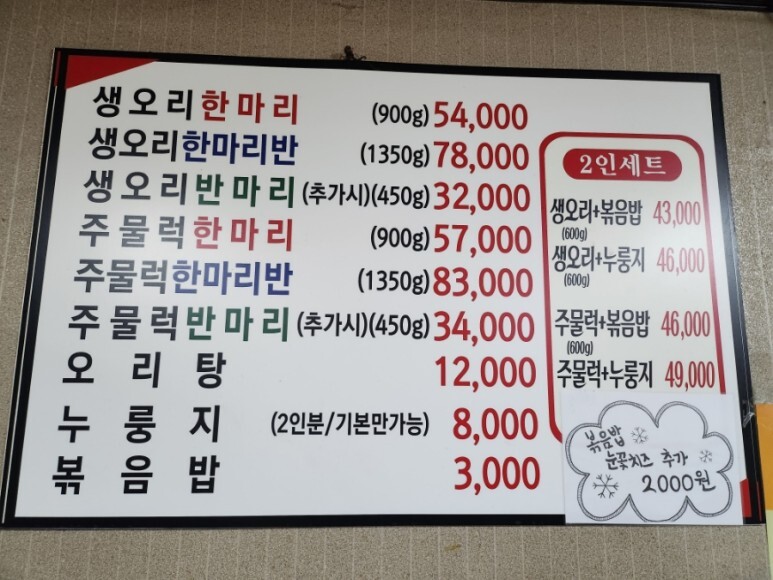 생오리한마리 (900g) 54,000
생오리한마리반 (1350g) 78,000
생오리반마리 (추가시)(450g) 32,000
주물럭한마리 (900g) 57,000
주물럭한마리반 (1350g) 83,000
주물럭반마리 (추가시)(450g) 34,000
오리탕 12,000
누룽지 (2인분/기본만가능) 8,000
볶음밥 3,000
2인세트
생오리+볶음밥 43,000
(600g)
생오리+누룽지 46,000
(600g)
주물럭+볶음밥 46,000
(600g)
주물럭+누룽지 49,000
볶음밥
눈꽃치즈 추가
2000원